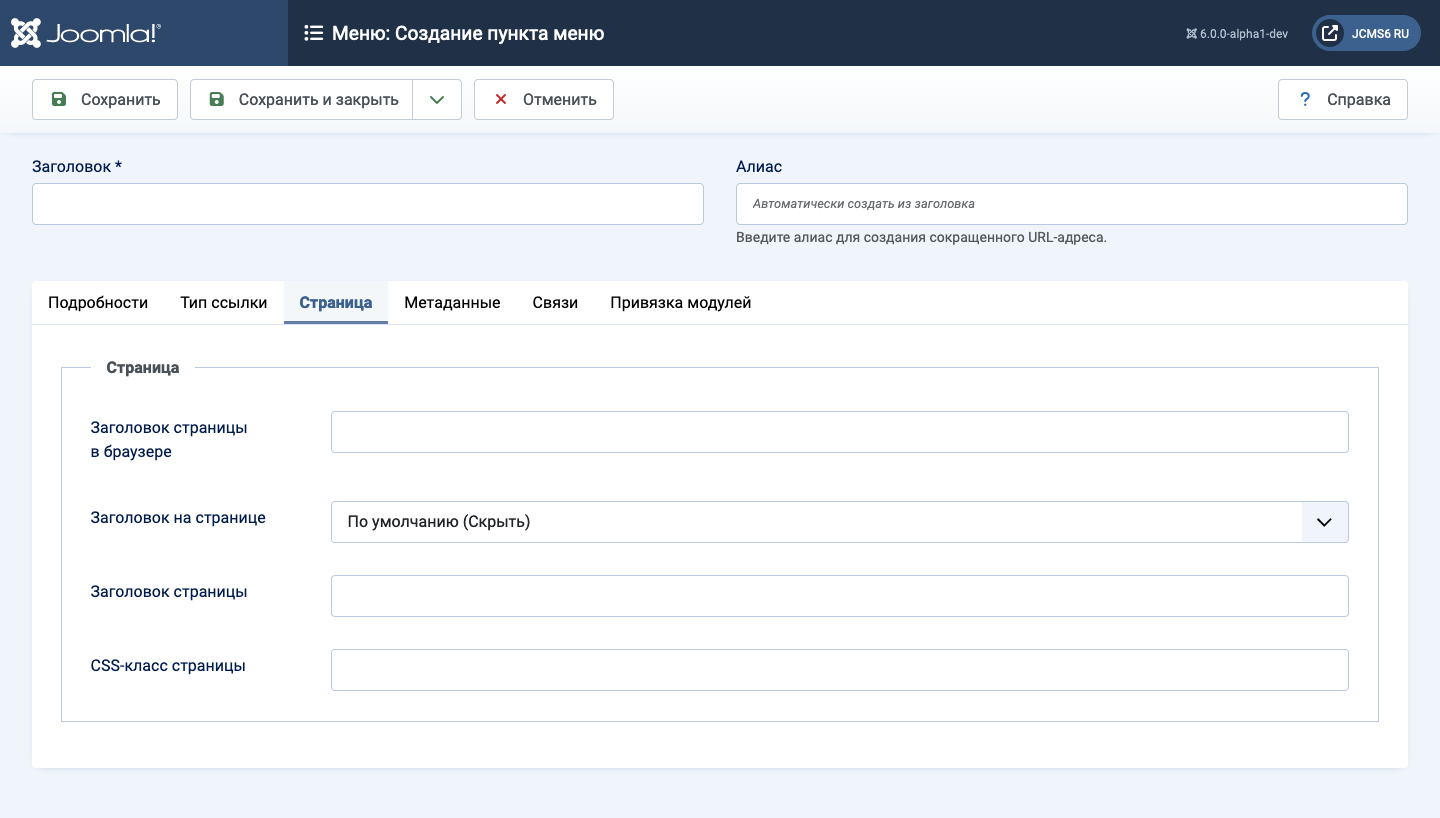 Joomla!®
Меню: Создание пункта меню
6.0.0-alpha1-dev
JCMS6 RU
Сохранить
Сохранить и закрыть
Отменить
? Справка
Заголовок *
Алиас
Автоматически создать из заголовка
Введите алиас для создания сокращенного URL-адреса.
Подробности
Тип ссылки
Страница
Метаданные
Связи
Привязка модулей
Страница
Заголовок страницы
в браузере
Заголовок на странице
По умолчанию (Скрыть)
Заголовок страницы
CSS-класс страницы